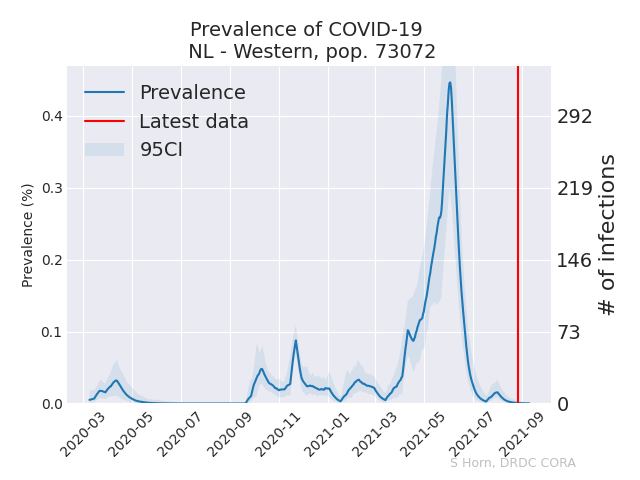 Prevalence of COVID-19
NL - Western, pop. 73072
Prevalence
Latest data
95CI
Prevalence (%)
0.4
0.3
0.2
0.1
0.0
292
219
146
73
0
# of infections
2020-03
2020-05
2020-07
2020-09
2020-11
2021-01
2021-03
2021-05
2021-07
2021-09
S Horn, DRDC CORA